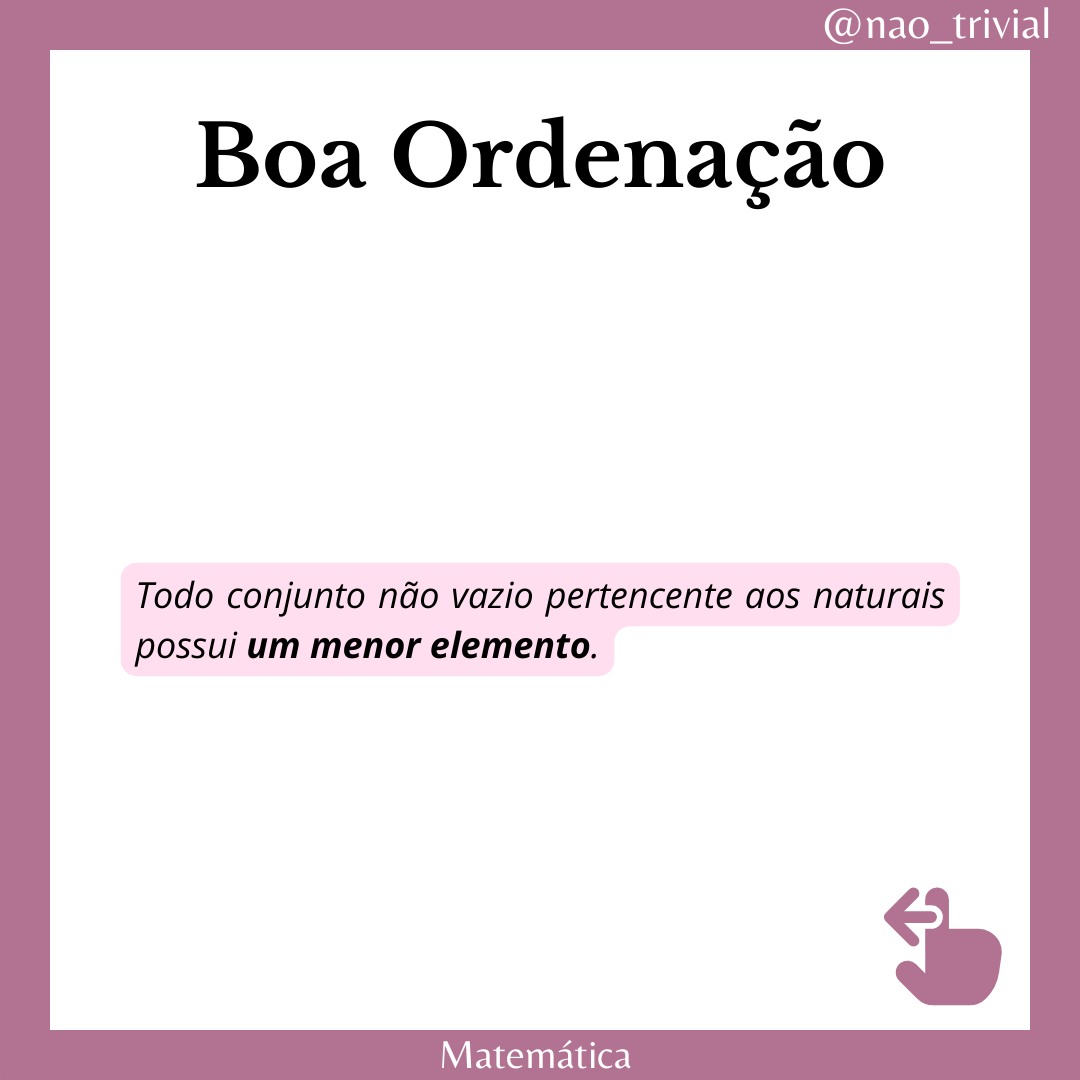 @nao_trivial
Boa Ordenação
Todo conjunto não vazio pertencente aos naturais
possui um menor elemento.
Matemática